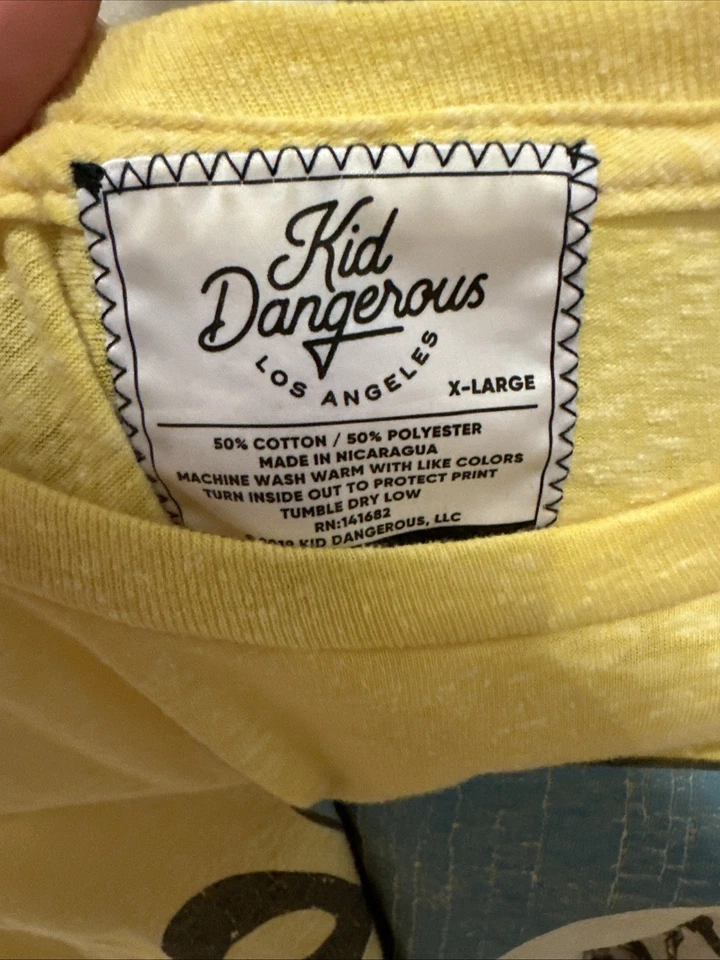 Kid
Dangerous
LOS ANGELES
X-LARGE
50% COTTON / 50% POLYESTER
MADE IN NICARAGUA
MACHINE WASH WARM WITH LIKE COLORS
TURN INSIDE OUT TO PROTECT PRINT
TUMBLE DRY LOW
RN:141682
© 2019 KID DANGEROUS, LLC